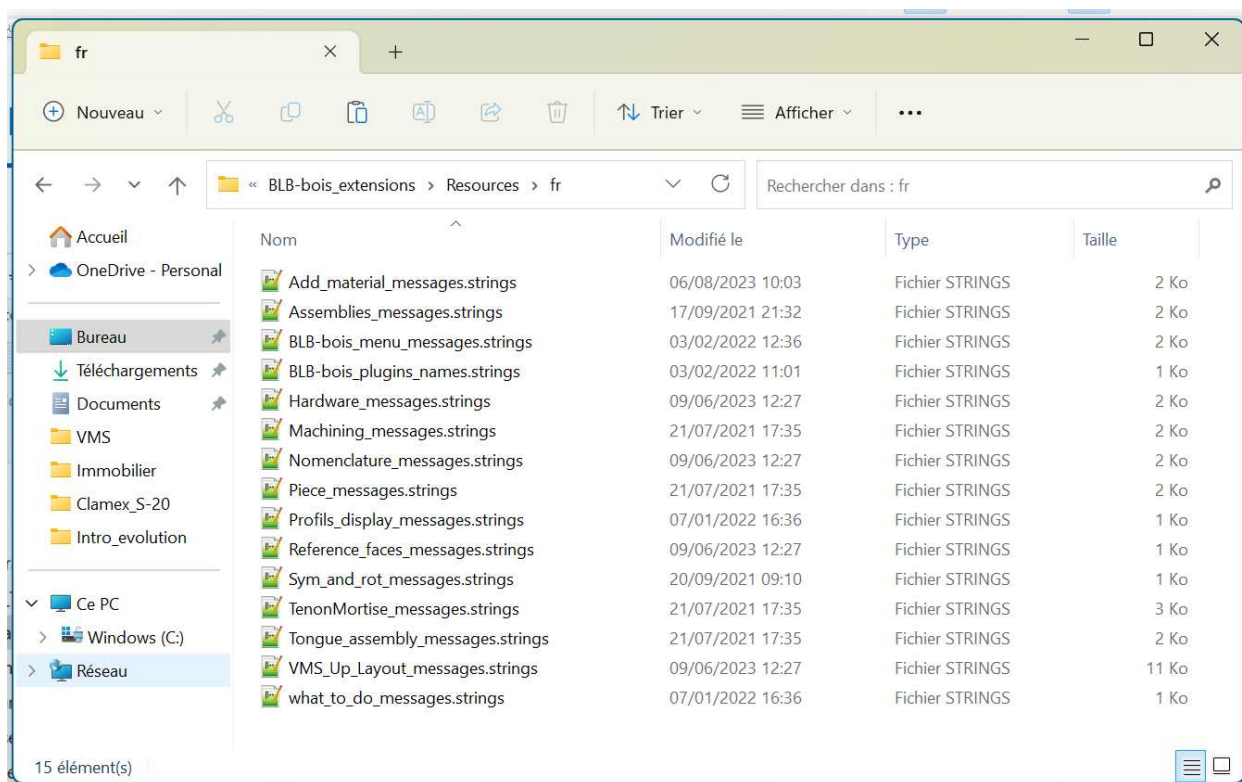 fr
Nouveau
Trier
Afficher
« BLB-bois_extensions > Resources > fr
Rechercher dans : fr
Accueil
OneDrive - Personal
Bureau
Téléchargements
Documents
VMS
Immobilier
Clamex_S-20
Intro_evolution
Ce PC
Windows (C:)
Réseau
Nom Modifié le Type Taille
Add_material_messages.strings 06/08/2023 10:03 Fichier STRINGS 2 Ko
Assemblies_messages.strings 17/09/2021 21:32 Fichier STRINGS 2 Ko
BLB-bois_menu_messages.strings 03/02/2022 12:36 Fichier STRINGS 2 Ko
BLB-bois_plugins_names.strings 03/02/2022 11:01 Fichier STRINGS 1 Ko
Hardware_messages.strings 09/06/2023 12:27 Fichier STRINGS 2 Ko
Machining_messages.strings 21/07/2021 17:35 Fichier STRINGS 2 Ko
Nomenclature_messages.strings 09/06/2023 12:27 Fichier STRINGS 2 Ko
Piece_messages.strings 21/07/2021 17:35 Fichier STRINGS 2 Ko
Profils_display_messages.strings 07/01/2022 16:36 Fichier STRINGS 1 Ko
Reference_faces_messages.strings 09/06/2023 12:27 Fichier STRINGS 1 Ko
Sym_and_rot_messages.strings 20/09/2021 09:10 Fichier STRINGS 1 Ko
TenonMortise_messages.strings 21/07/2021 17:35 Fichier STRINGS 3 Ko
Tongue_assembly_messages.strings 21/07/2021 17:35 Fichier STRINGS 2 Ko
VMS_Up_Layout_messages.strings 09/06/2023 12:27 Fichier STRINGS 11 Ko
what_to_do_messages.strings 07/01/2022 16:36 Fichier STRINGS 1 Ko
15 élément(s)